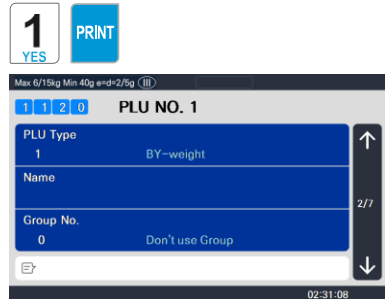 1
YES
PRINT
Max 6/15kg Min 40g e=d=2/5g III
1 1 2 0 PLU NO. 1
PLU Type
1 BY-weight
Name
2/7
Group No.
0 Don't use Group
02:31:08